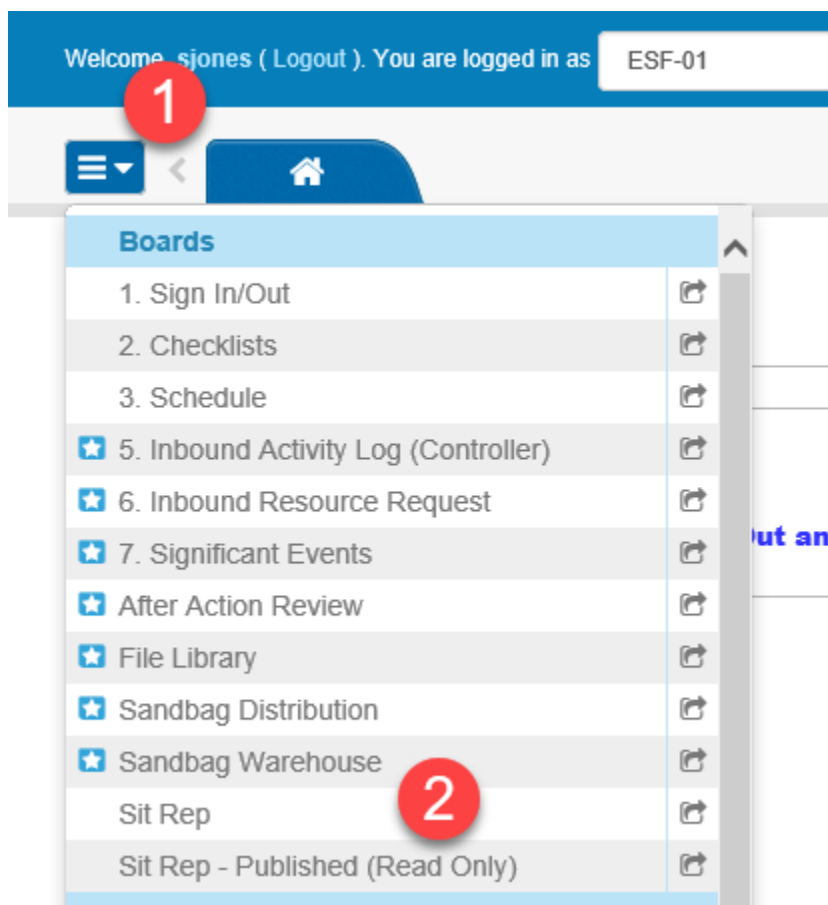 Welcome, sjones ( Logout ). You are logged in as ESF-01
1
Boards
1. Sign In/Out
2. Checklists
3. Schedule
5. Inbound Activity Log (Controller)
6. Inbound Resource Request
7. Significant Events
ut an
After Action Review
File Library
Sandbag Distribution
Sandbag Warehouse
2
Sit Rep
Sit Rep - Published (Read Only)